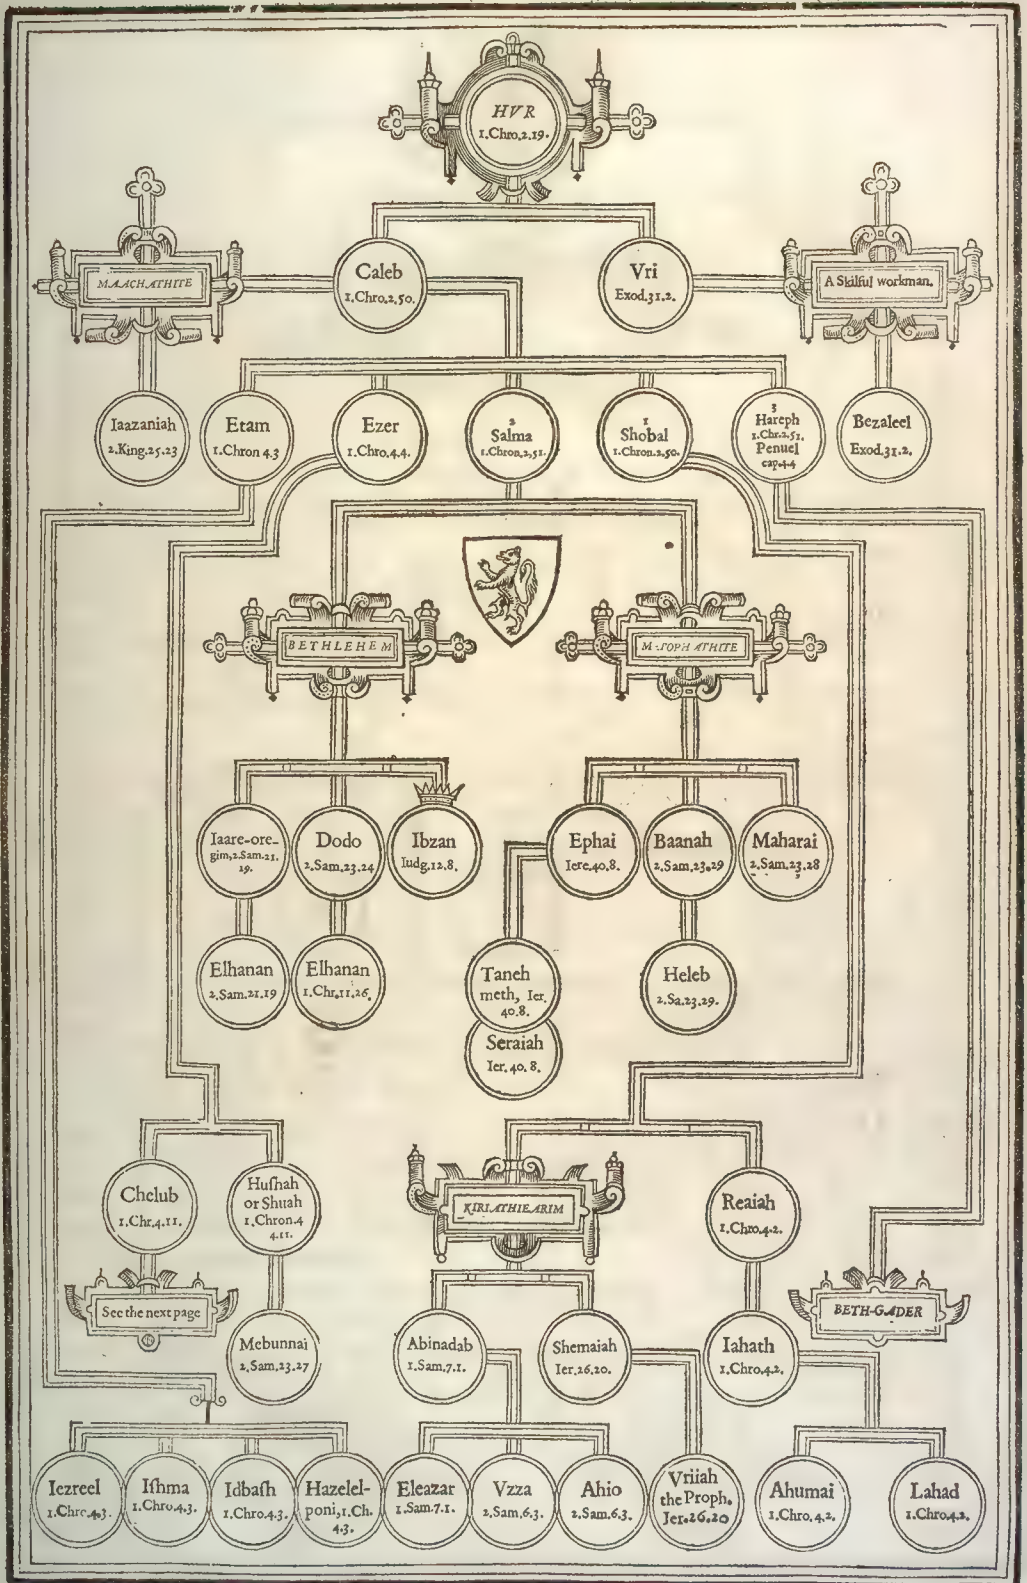 HVR
1.Chro.2.19.
MAACHATHITE
Caleb
1.Chro.2.50.
Vri
Exod.31.2.
A Skilful workman.
Iaazaniah
2.King.25.23
Etam
1.Chron 4.3
Ezer
1.Chro.4.4.
2
Salma
1.Chron.2,51.
1
Shobal
1.Chron.2.50.
3
Hareph
1.Chr.2.51.
Penuel
cap.4.4
Bezaleel
Exod.31.2.
BETHLEHEM
ATHITE
Iaare-ore-
gim,2.Sam.21.
19.
Dodo
2.Sam.23.24
Ibzan
Iudg.12.8.
Ephai
Iere.40.8.
Baanah
2.Sam.23.29
Maharai
2.Sam.23.28
Elhanan
2.Sam.21.19
Elhanan
1.Chr.11.26.
Taneh
meth, Ier.
40.8.
Heleb
2.Sa.23.29.
Seraiah
Ier. 40. 8.
Chelub
1.Chr.4.11.
Huſhah
or Shuah
1.Chron.4
4.11.
KIRIATHIEARIM
Reaiah
1.Chro.4.2.
See the next page
BETH-GADER
Mebunnai
2.Sam.23.27
Abinadab
1.Sam.7.1.
Shemaiah
Ier.26.20.
Iahath
1.Chro.4.2.
Iezreel
1.Chro.4.3.
Iſhma
1.Chro.4.3.
Idbaſh
1.Chro.4.3.
Hazelel-
poni,1.Ch.
4.3.
Eleazar
1.Sam.7.1.
Vzza
2.Sam.6.3.
Ahio
2.Sam.6.3.
Vriiah
the Proph.
Jer.26.20
Ahumai
1.Chro.4.2.
Lahad
1.Chro.4.2.